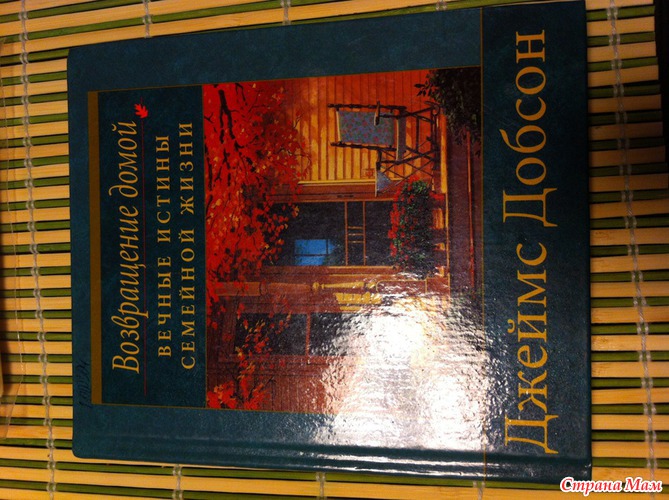 Возвращение домой
ВЕЧНЫЕ ИСТИНЫ
СЕМЕЙНОЙ ЖИЗНИ
Джеймс Добсон
Страна Мам